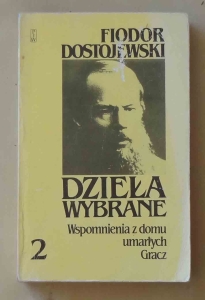 FIODOR
DOSTOJEWSKI
DZIEŁA
WYBRANE
Wspomnienia z domu
umarłych
Gracz
2